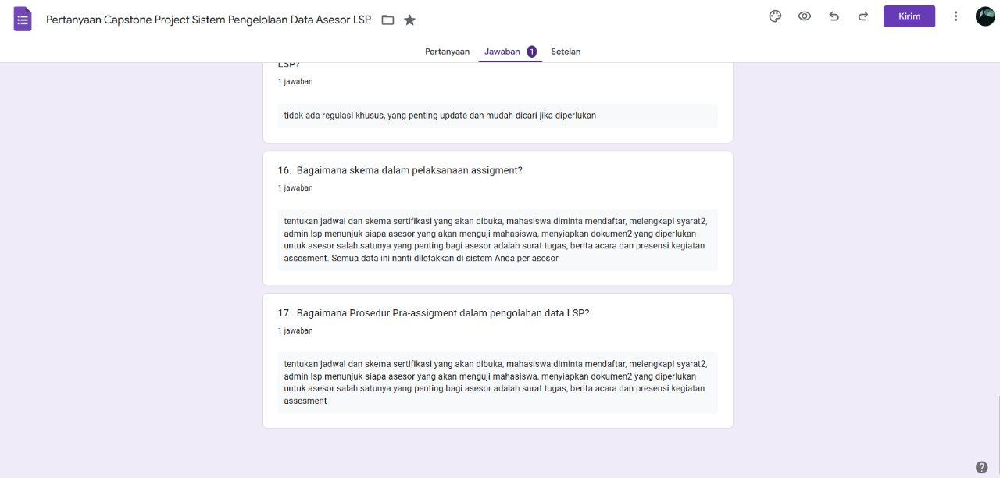 Pertanyaan Capstone Project Sistem Pengelolaan Data Asesor LSP
Kirim
Pertanyaan
Jawaban 1
Setelan
LSP?
1 jawaban
tidak ada regulasi khusus, yang penting update dan mudah dicari jika diperlukan
16. Bagaimana skema dalam pelaksanaan assigment?
1 jawaban
tentukan jadwal dan skema sertifikasi yang akan dibuka, mahasiswa diminta mendaftar, melengkapi syarat2,
admin lsp menunjuk siapa asesor yang akan menguji mahasiswa, menyiapkan dokumen2 yang diperlukan
untuk asesor salah satunya yang penting bagi asesor adalah surat tugas, berita acara dan presensi kegiatan
assesment. Semua data ini nanti diletakkan di sistem Anda per asesor
17. Bagaimana Prosedur Pra-assigment dalam pengolahan data LSP?
1 jawaban
tentukan jadwal dan skema sertifikasi yang akan dibuka, mahasiswa diminta mendaftar, melengkapi syarat2,
admin lsp menunjuk siapa asesor yang akan menguji mahasiswa, menyiapkan dokumen2 yang diperlukan
untuk asesor salah satunya yang penting bagi asesor adalah surat tugas, berita acara dan presensi kegiatan
assesment